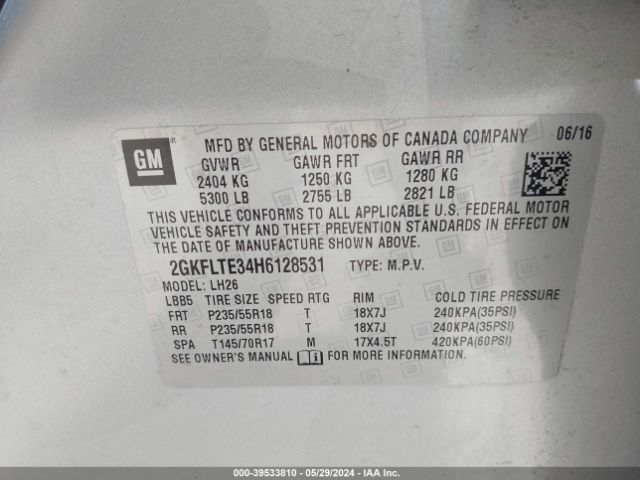 GM
MFD BY GENERAL MOTORS OF CANADA COMPANY 06/16
GVWR GAWR FRT GAWR RR
2404 KG 1250 KG 1280 KG
5300 LB 2755 LB 2821 LB
THIS VEHICLE CONFORMS TO ALL APPLICABLE U.S. FEDERAL MOTOR
VEHICLE SAFETY AND THEFT PREVENTION STANDARDS IN EFFECT ON
THE DATE OF MANUFACTURE SHOWN ABOVE.
2GKFLTE34H6128531 TYPE: M.P.V.
MODEL: LH26
LBB5 TIRE SIZE SPEED RTG RIM COLD TIRE PRESSURE
FRT P235/55R18 T 18X7J 240KPA(35PSI)
RR P235/55R18 T 18X7J 240KPA(35PSI)
SPA T145/70R17 M 17X4.5T 420KPA(60PSI)
SEE OWNER'S MANUAL FOR MORE INFORMATION.
000-39533810 - 05/29/2024 - IAA Inc.